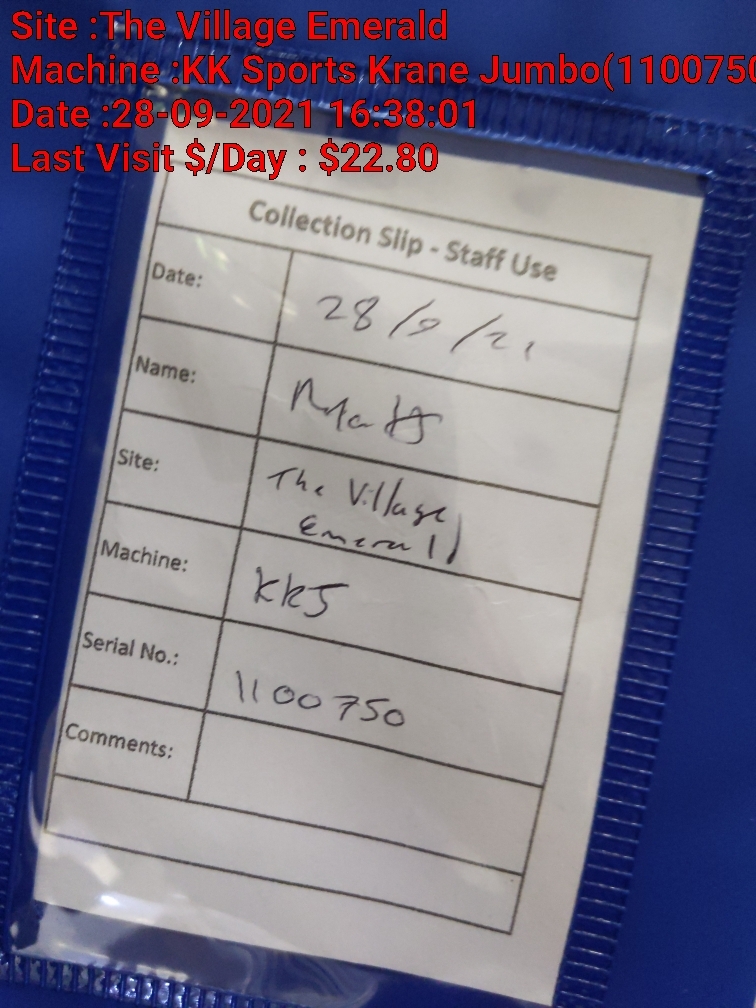 Site :The Village Emerald
Machine :KK Sports Krane Jumbo(1100750
Date :28-09-2021 16:38:01
Last Visit $/Day : $22.80
Collection Slip - Staff Use
Date: 28/9/21
Name: Matt
Site: The Village
Emerald
Machine: KKJ
Serial No.: 1100750
Comments: